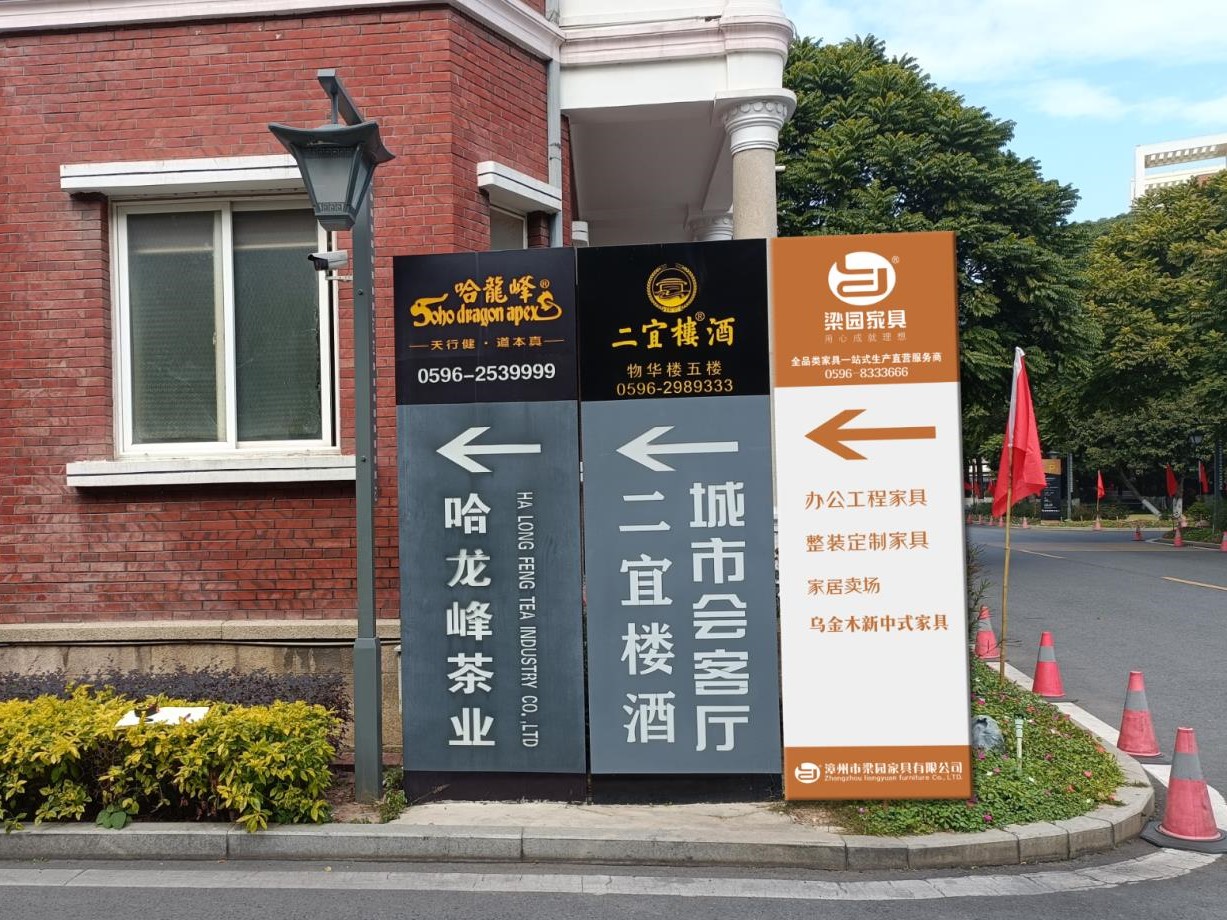 哈龍峰®
Soho dragon apex
天行健·道本真
0596-2539999
哈龙峰茶业
HA LONG FENG TEA INDUSTRY CO.,LTD
二宜樓®酒
物华楼五楼
0596-2989333
城市会客厅
二宜楼酒
®
梁园家具
用心成就理想
全品类家具一站式生产直营服务商
0596-8333666
办公工程家具
整装定制家具
家居卖场
乌金木新中式家具
漳州市梁园家具有限公司
Zhangzhou liangyuan furniture Co., LTD.